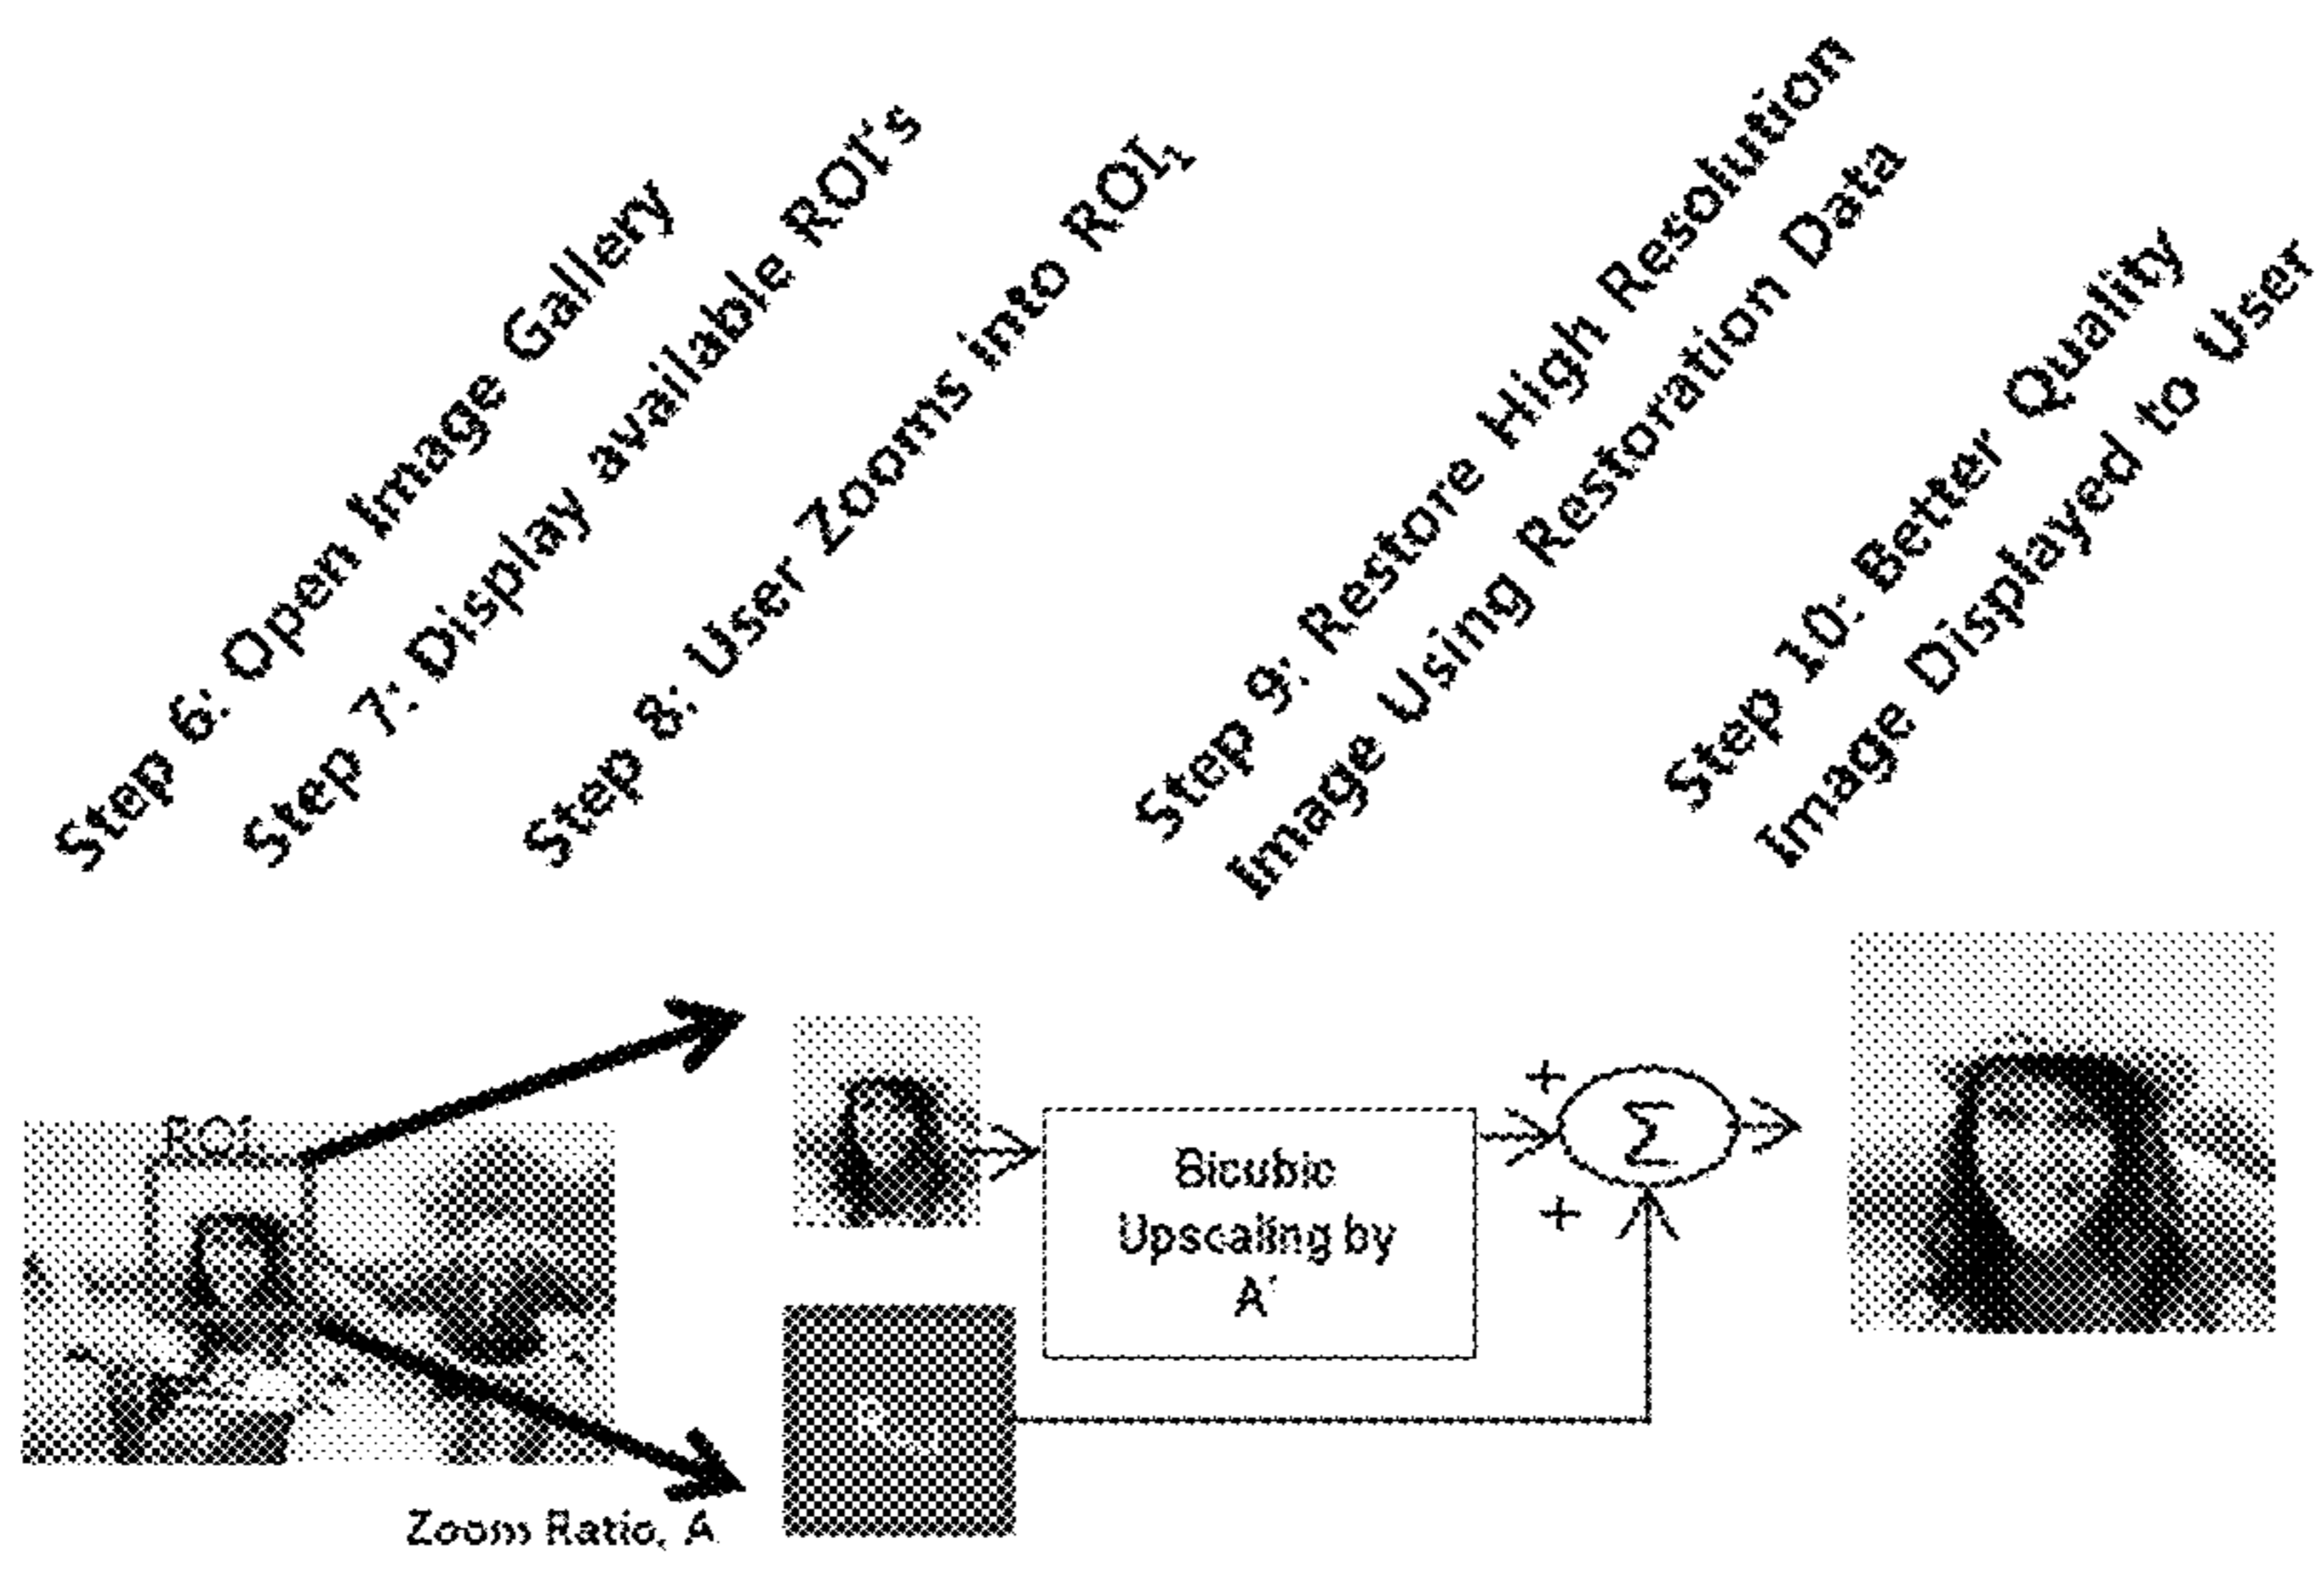 Step 6: Open Image Gallery
Step 7: Display available ROI's
Step 8: User Zooms into ROI₁
Step 9: Restore High Resolution
Image Using Restoration Data
Step 10: Better Quality
Image Displayed to User
ROI₁
Bicubic
Upscaling by
A'
+
+
Σ
Zoom Ratio, A